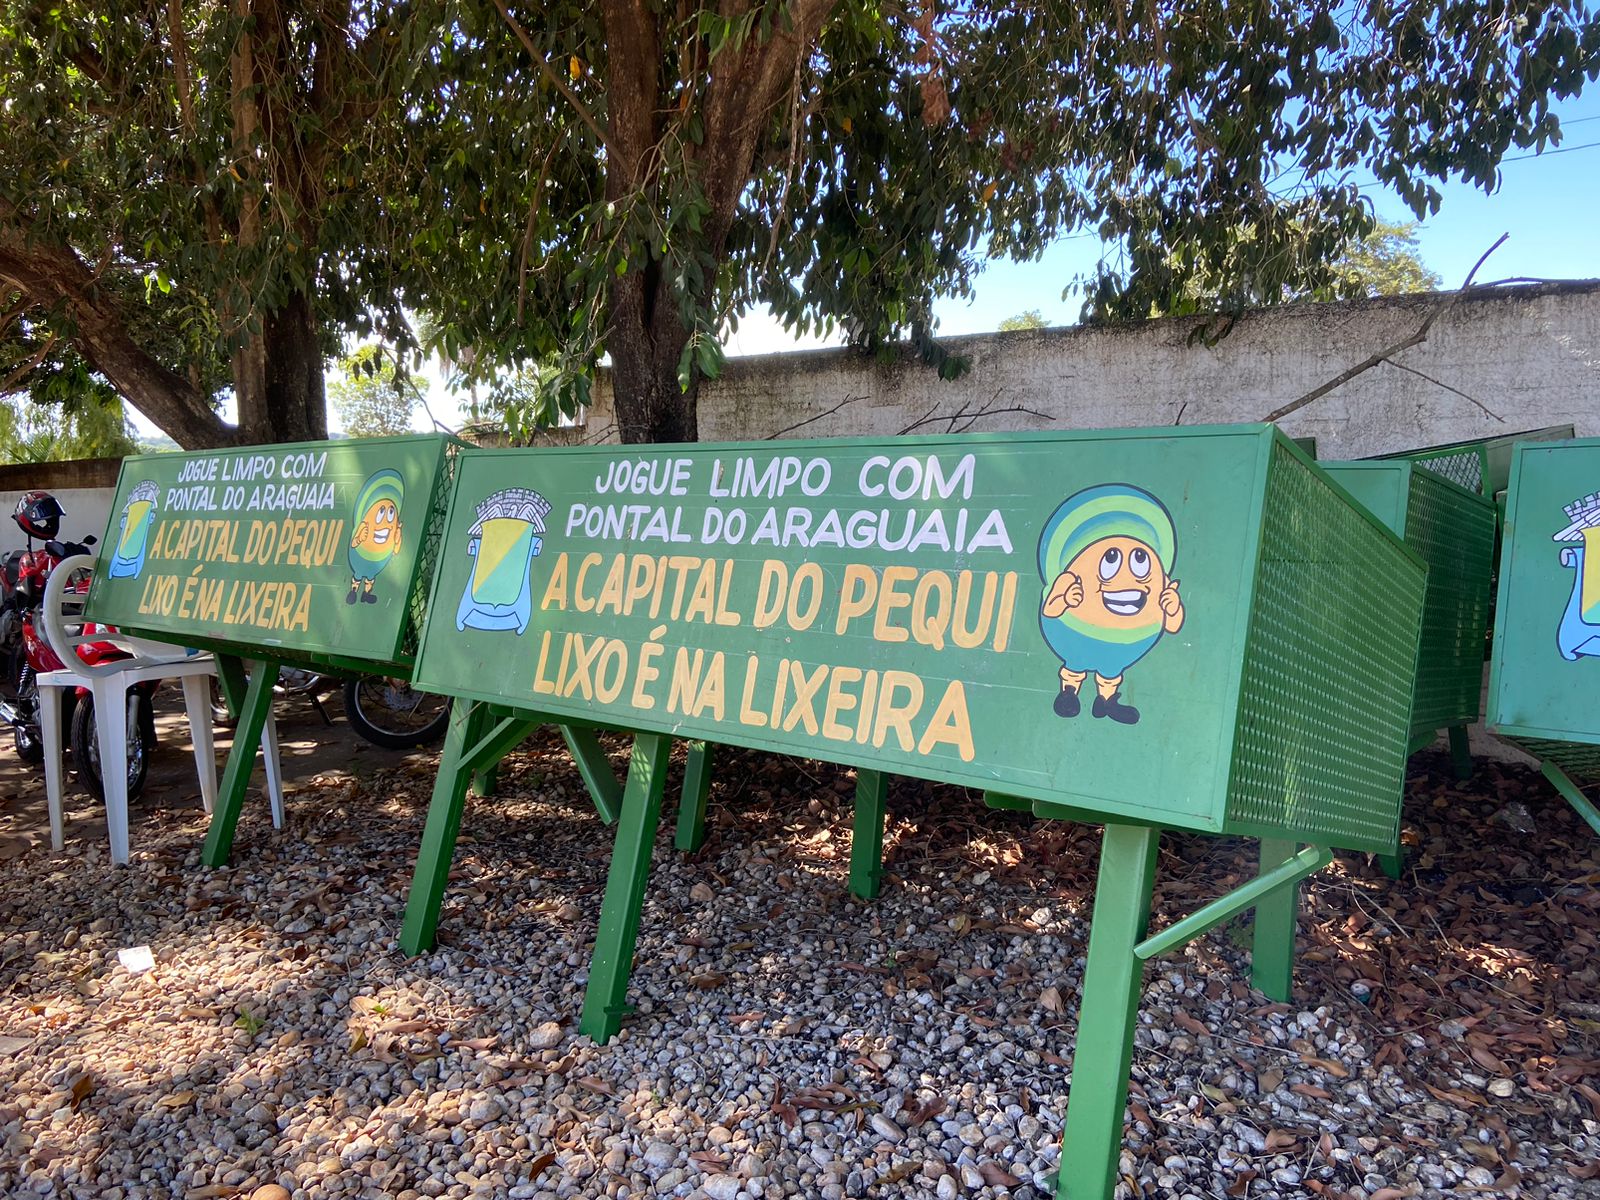 JOGUE LIMPO COM
PONTAL DO ARAGUAIA
A CAPITAL DO PEQUI
LIXO É NA LIXEIRA
JOGUE LIMPO COM
PONTAL DO ARAGUAIA
A CAPITAL DO PEQUI
LIXO É NA LIXEIRA